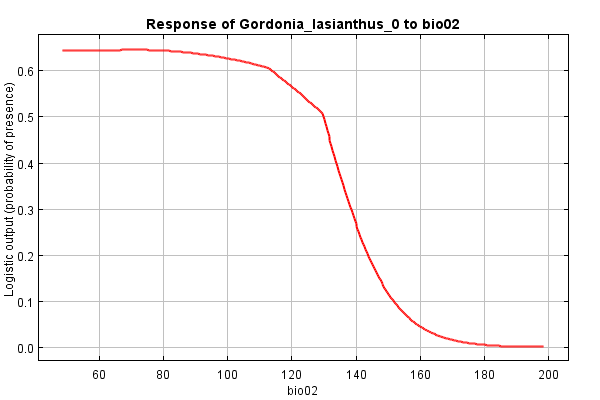 Response of Gordonia_lasianthus_0 to bio02
Logistic output (probability of presence)
0.6
0.5
0.4
0.3
0.2
0.1
0.0
60 80 100 120 140 160 180 200
bio02